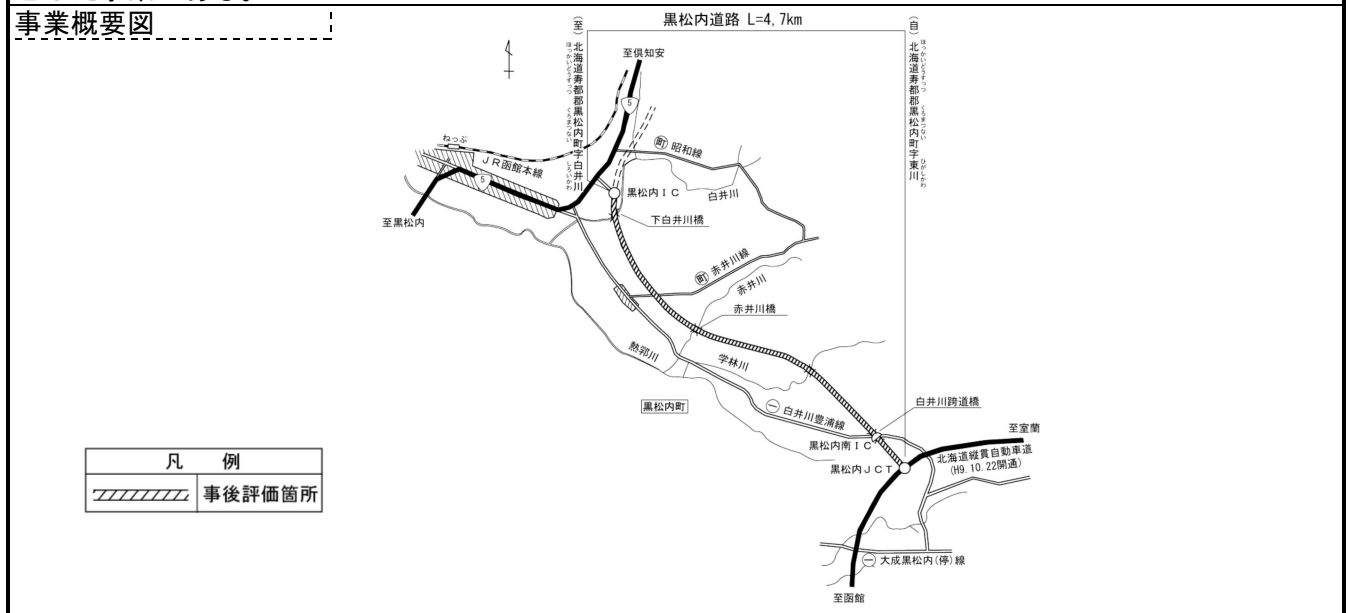 事業概要図
黒松内道路 L=4,7km
(至)北海道寿都郡黒松内町字白井川
ほっかいどうすっつ くろまつない しろいかわ
(自)北海道寿都郡黒松内町字東川
ほっかいどうすっつ くろまつない ひがしかわ
至倶知安
5
町 昭和線
ねっぷ
JR函館本線
5
黒松内IC
白井川
至黒松内
下白井川橋
町 赤井川線
赤井川
赤井川橋
熱郛川
学林川
黒松内町
一 白井川豊浦線
白井川跨道橋
黒松内南IC
至室蘭
黒松内JCT
北海道縦貫自動車道
(H9.10.22開通)
凡 例
事後評価箇所
一 大成黒松内(停)線
至函館